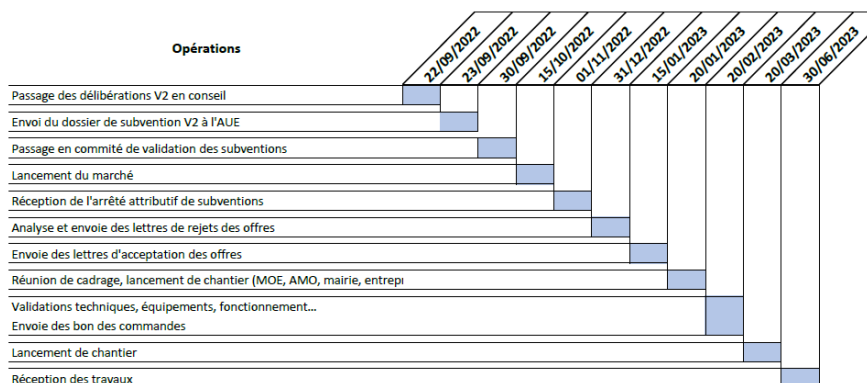 Opérations
22/09/2022
23/09/2022
30/09/2022
15/10/2022
01/11/2022
31/12/2022
15/01/2023
20/01/2023
20/02/2023
20/03/2023
30/06/2023
Passage des délibérations V2 en conseil
Envoi du dossier de subvention V2 à l'AUE
Passage en commité de validation des subventions
Lancement du marché
Réception de l'arrêté attributif de subventions
Analyse et envoie des lettres de rejets des offres
Envoie des lettres d'acceptation des offres
Réunion de cadrage, lancement de chantier (MOE, AMO, mairie, entrepr
Validations techniques, équipements, fonctionnement...
Envoie des bon des commandes
Lancement de chantier
Réception des travaux